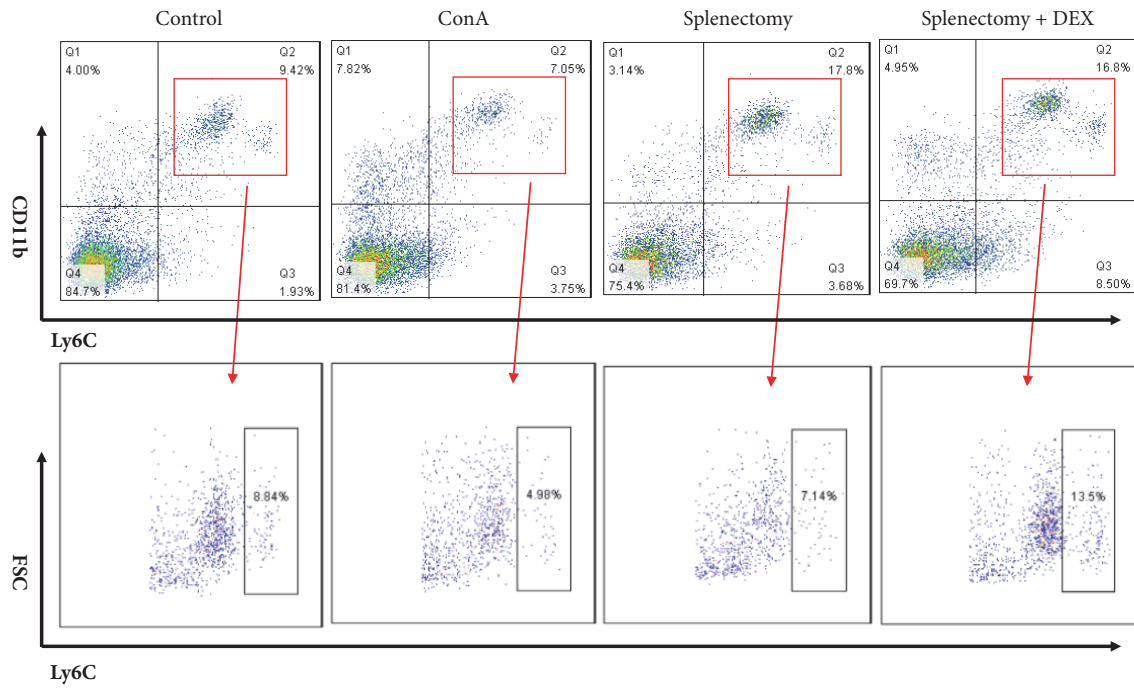 Control
ConA
Splenectomy
Splenectomy + DEX
Q1
4.00%
Q2
9.42%
Q4
84.7%
Q3
1.93%
Q1
7.82%
Q2
7.05%
Q4
81.4%
Q3
3.75%
Q1
3.14%
Q2
17.8%
Q4
75.4%
Q3
3.68%
Q1
4.95%
Q2
16.8%
Q4
69.7%
Q3
8.50%
CD11b
Ly6C
8.84%
4.98%
7.14%
13.5%
FSC
Ly6C